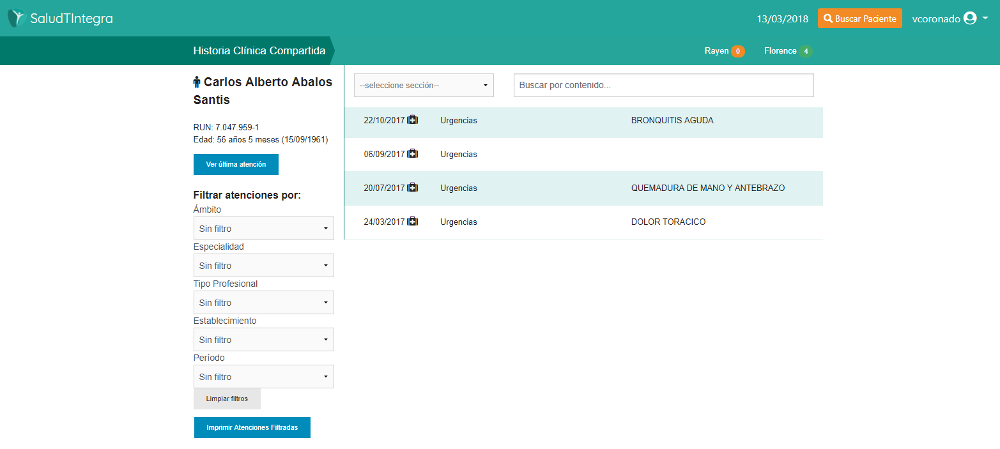 SaludTIntegra
13/03/2018 Buscar Paciente vcoronado
Historia Clínica Compartida Rayen 0 Florence 4
Carlos Alberto Abalos
Santis
RUN: 7.047.959-1
Edad: 56 años 5 meses (15/09/1961)
Ver última atención
Filtrar atenciones por:
Ámbito
Sin filtro
Especialidad
Sin filtro
Tipo Profesional
Sin filtro
Establecimiento
Sin filtro
Período
Sin filtro
Limpiar filtros
Imprimir Atenciones Filtradas
--seleccione sección-- Buscar por contenido...
22/10/2017 Urgencias BRONQUITIS AGUDA
06/09/2017 Urgencias
20/07/2017 Urgencias QUEMADURA DE MANO Y ANTEBRAZO
24/03/2017 Urgencias DOLOR TORACICO